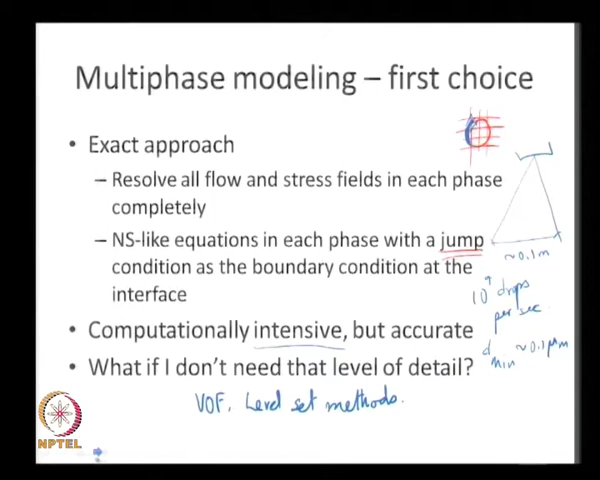 Multiphase modeling – first choice
• Exact approach
– Resolve all flow and stress fields in each phase
completely
– NS-like equations in each phase with a jump
condition as the boundary condition at the
interface
~0.1m
10⁹ drops
per sec.
• Computationally intensive, but accurate
d min ~0.1μm
• What if I don't need that level of detail?
VOF, Level set methods.
NPTEL